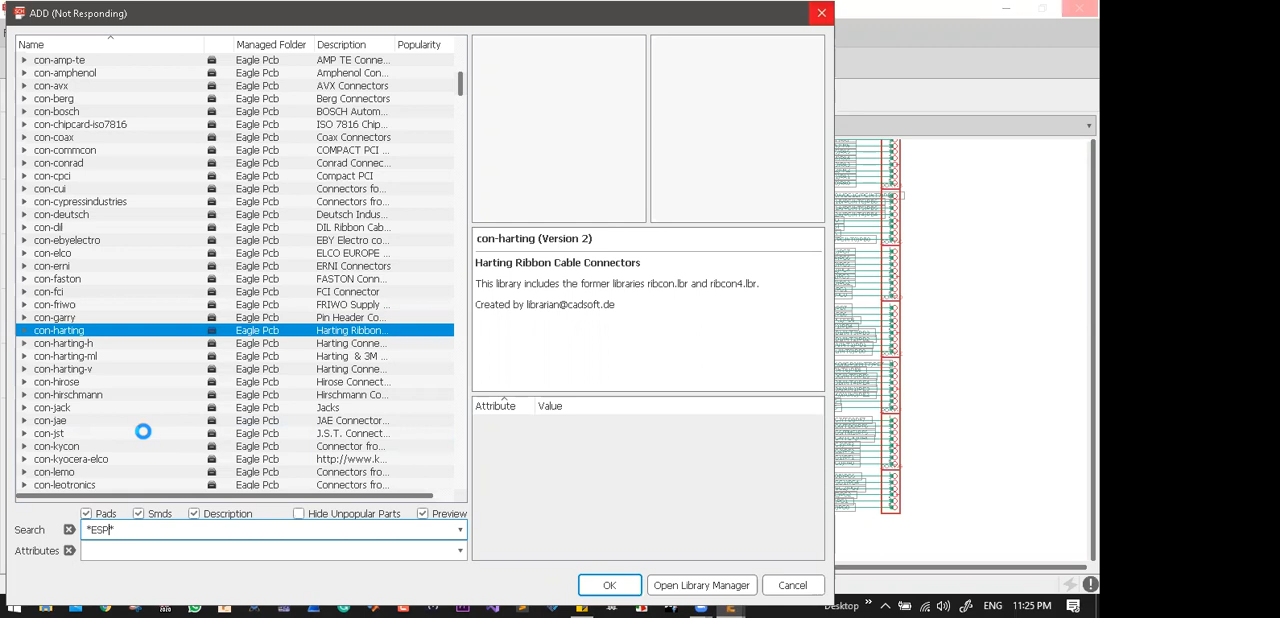 ADD (Not Responding)
Name Managed Folder Description Popularity
con-amp-te Eagle Pcb AMP TE Conne...
con-amphenol Eagle Pcb Amphenol Con...
con-avx Eagle Pcb AVX Connectors
con-berg Eagle Pcb Berg Connectors
con-bosch Eagle Pcb BOSCH Autom...
con-chipcard-iso7816 Eagle Pcb ISO 7816 Chip...
con-coax Eagle Pcb Coax Connectors
con-commcon Eagle Pcb COMPACT PCI ...
con-conrad Eagle Pcb Conrad Connec...
con-cpci Eagle Pcb Compact PCI
con-cui Eagle Pcb Connectors fo...
con-cypressindustries Eagle Pcb Connectors fo...
con-deutsch Eagle Pcb Deutsch Indus...
con-dil Eagle Pcb DIL Ribbon Cab...
con-ebyelectro Eagle Pcb EBY Electro co...
con-elco Eagle Pcb ELCO EUROPE ...
con-erni Eagle Pcb ERNI Connectors
con-faston Eagle Pcb FASTON Conne...
con-fci Eagle Pcb FCI Connector
con-friwo Eagle Pcb FRIWO Supply ...
con-garry Eagle Pcb Pin Header Co...
con-harting Eagle Pcb Harting Ribbon...
con-harting-h Eagle Pcb Harting Conne...
con-harting-ml Eagle Pcb Harting & 3M ...
con-harting-v Eagle Pcb Harting Conne...
con-hirose Eagle Pcb Hirose Connect...
con-hirschmann Eagle Pcb Hirschmann Co...
con-jack Eagle Pcb Jacks
con-jae Eagle Pcb JAE Connector...
con-jst Eagle Pcb J.S.T. Connect...
con-kycon Eagle Pcb Connector fro...
con-kyocera-elco Eagle Pcb http://www.k...
con-lemo Eagle Pcb Connectors fro...
con-leotronics Eagle Pcb Connectors fro...
Pads Description Hide Unpopular Parts Preview
Search *ESP*
Attributes
con-harting (Version 2)
Harting Ribbon Cable Connectors
This library includes the former libraries ribcon.lbr and ribcon4.lbr.
Created by librarian@cadsoft.de
Attribute Value
OK Open Library Manager Cancel
Desktop ENG 11:25 PM